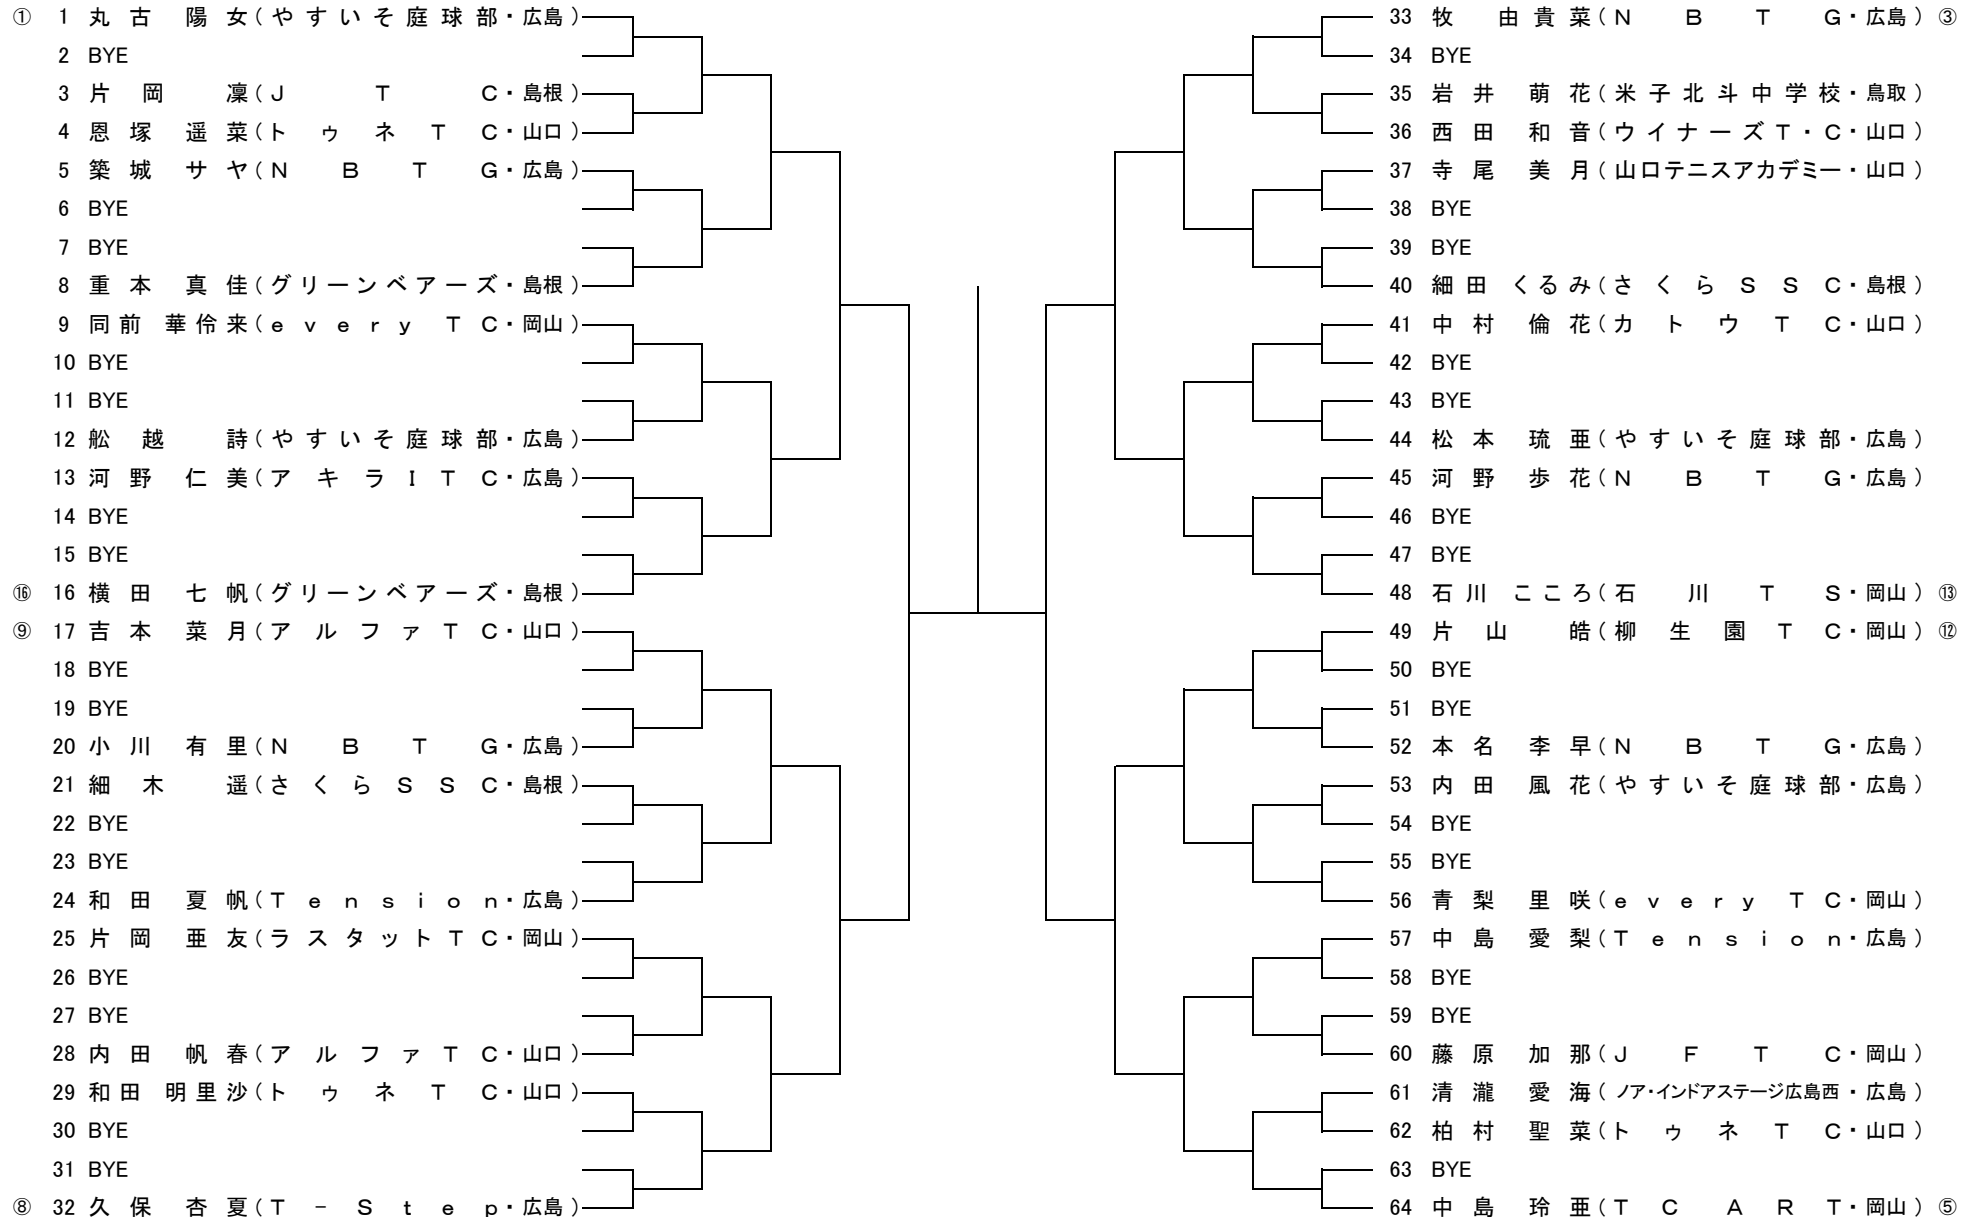 ① 1 丸古 陽女(やすいそ庭球部・広島)
2 BYE
3 片岡 凜(JTC・島根)
4 恩塚 遥菜(トゥネTC・山口)
5 築城 サヤ(NBTG・広島)
6 BYE
7 BYE
8 重本 真佳(グリーンベアーズ・島根)
9 同前 華伶来(every TC・岡山)
10 BYE
11 BYE
12 舩越 詩(やすいそ庭球部・広島)
13 河野 仁美(アキラITC・広島)
14 BYE
15 BYE
⑯ 16 横田 七帆(グリーンベアーズ・島根)
⑨ 17 吉本 菜月(アルファTC・山口)
18 BYE
19 BYE
20 小川 有里(NBTG・広島)
21 細木 遥(さくらSSC・島根)
22 BYE
23 BYE
24 和田 夏帆(Tension・広島)
25 片岡 亜友(ラスタットTC・岡山)
26 BYE
27 BYE
28 内田 帆春(アルファTC・山口)
29 和田 明里沙(トゥネTC・山口)
30 BYE
31 BYE
⑧ 32 久保 杏夏(T-Step・広島)
33 牧 由貴菜(NBTG・広島) ③
34 BYE
35 岩井 萌花(米子北斗中学校・鳥取)
36 西田 和音(ウイナーズT・C・山口)
37 寺尾 美月(山口テニスアカデミー・山口)
38 BYE
39 BYE
40 細田 くるみ(さくらSSC・島根)
41 中村 倫花(カトウTC・山口)
42 BYE
43 BYE
44 松本 琉亜(やすいそ庭球部・広島)
45 河野 歩花(NBTG・広島)
46 BYE
47 BYE
48 石川 こころ(石川TS・岡山) ⑬
49 片山 皓(柳生園TC・岡山) ⑫
50 BYE
51 BYE
52 本名 李早(NBTG・広島)
53 内田 風花(やすいそ庭球部・広島)
54 BYE
55 BYE
56 青梨 里咲(every TC・岡山)
57 中島 愛梨(Tension・広島)
58 BYE
59 BYE
60 藤原 加那(JFTC・岡山)
61 清瀧 愛海(ノア・インドアステージ広島西・広島)
62 柏村 聖菜(トゥネTC・山口)
63 BYE
64 中島 玲亜(TC ART・岡山) ⑤